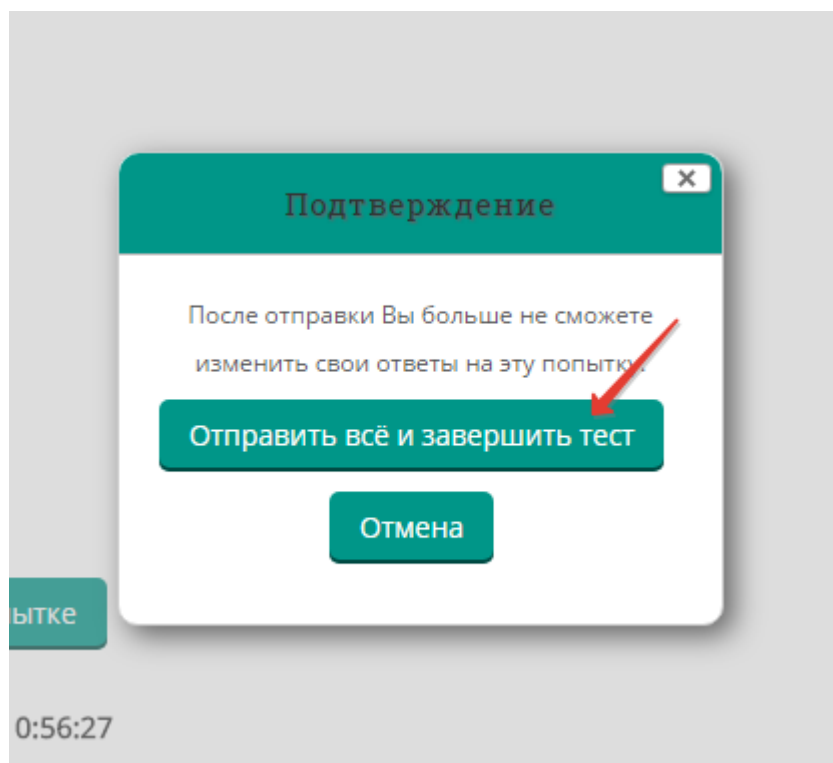 Подтверждение
После отправки Вы больше не сможете
изменить свои ответы на эту попытку.
Отправить всё и завершить тест
Отмена
ытке
0:56:27